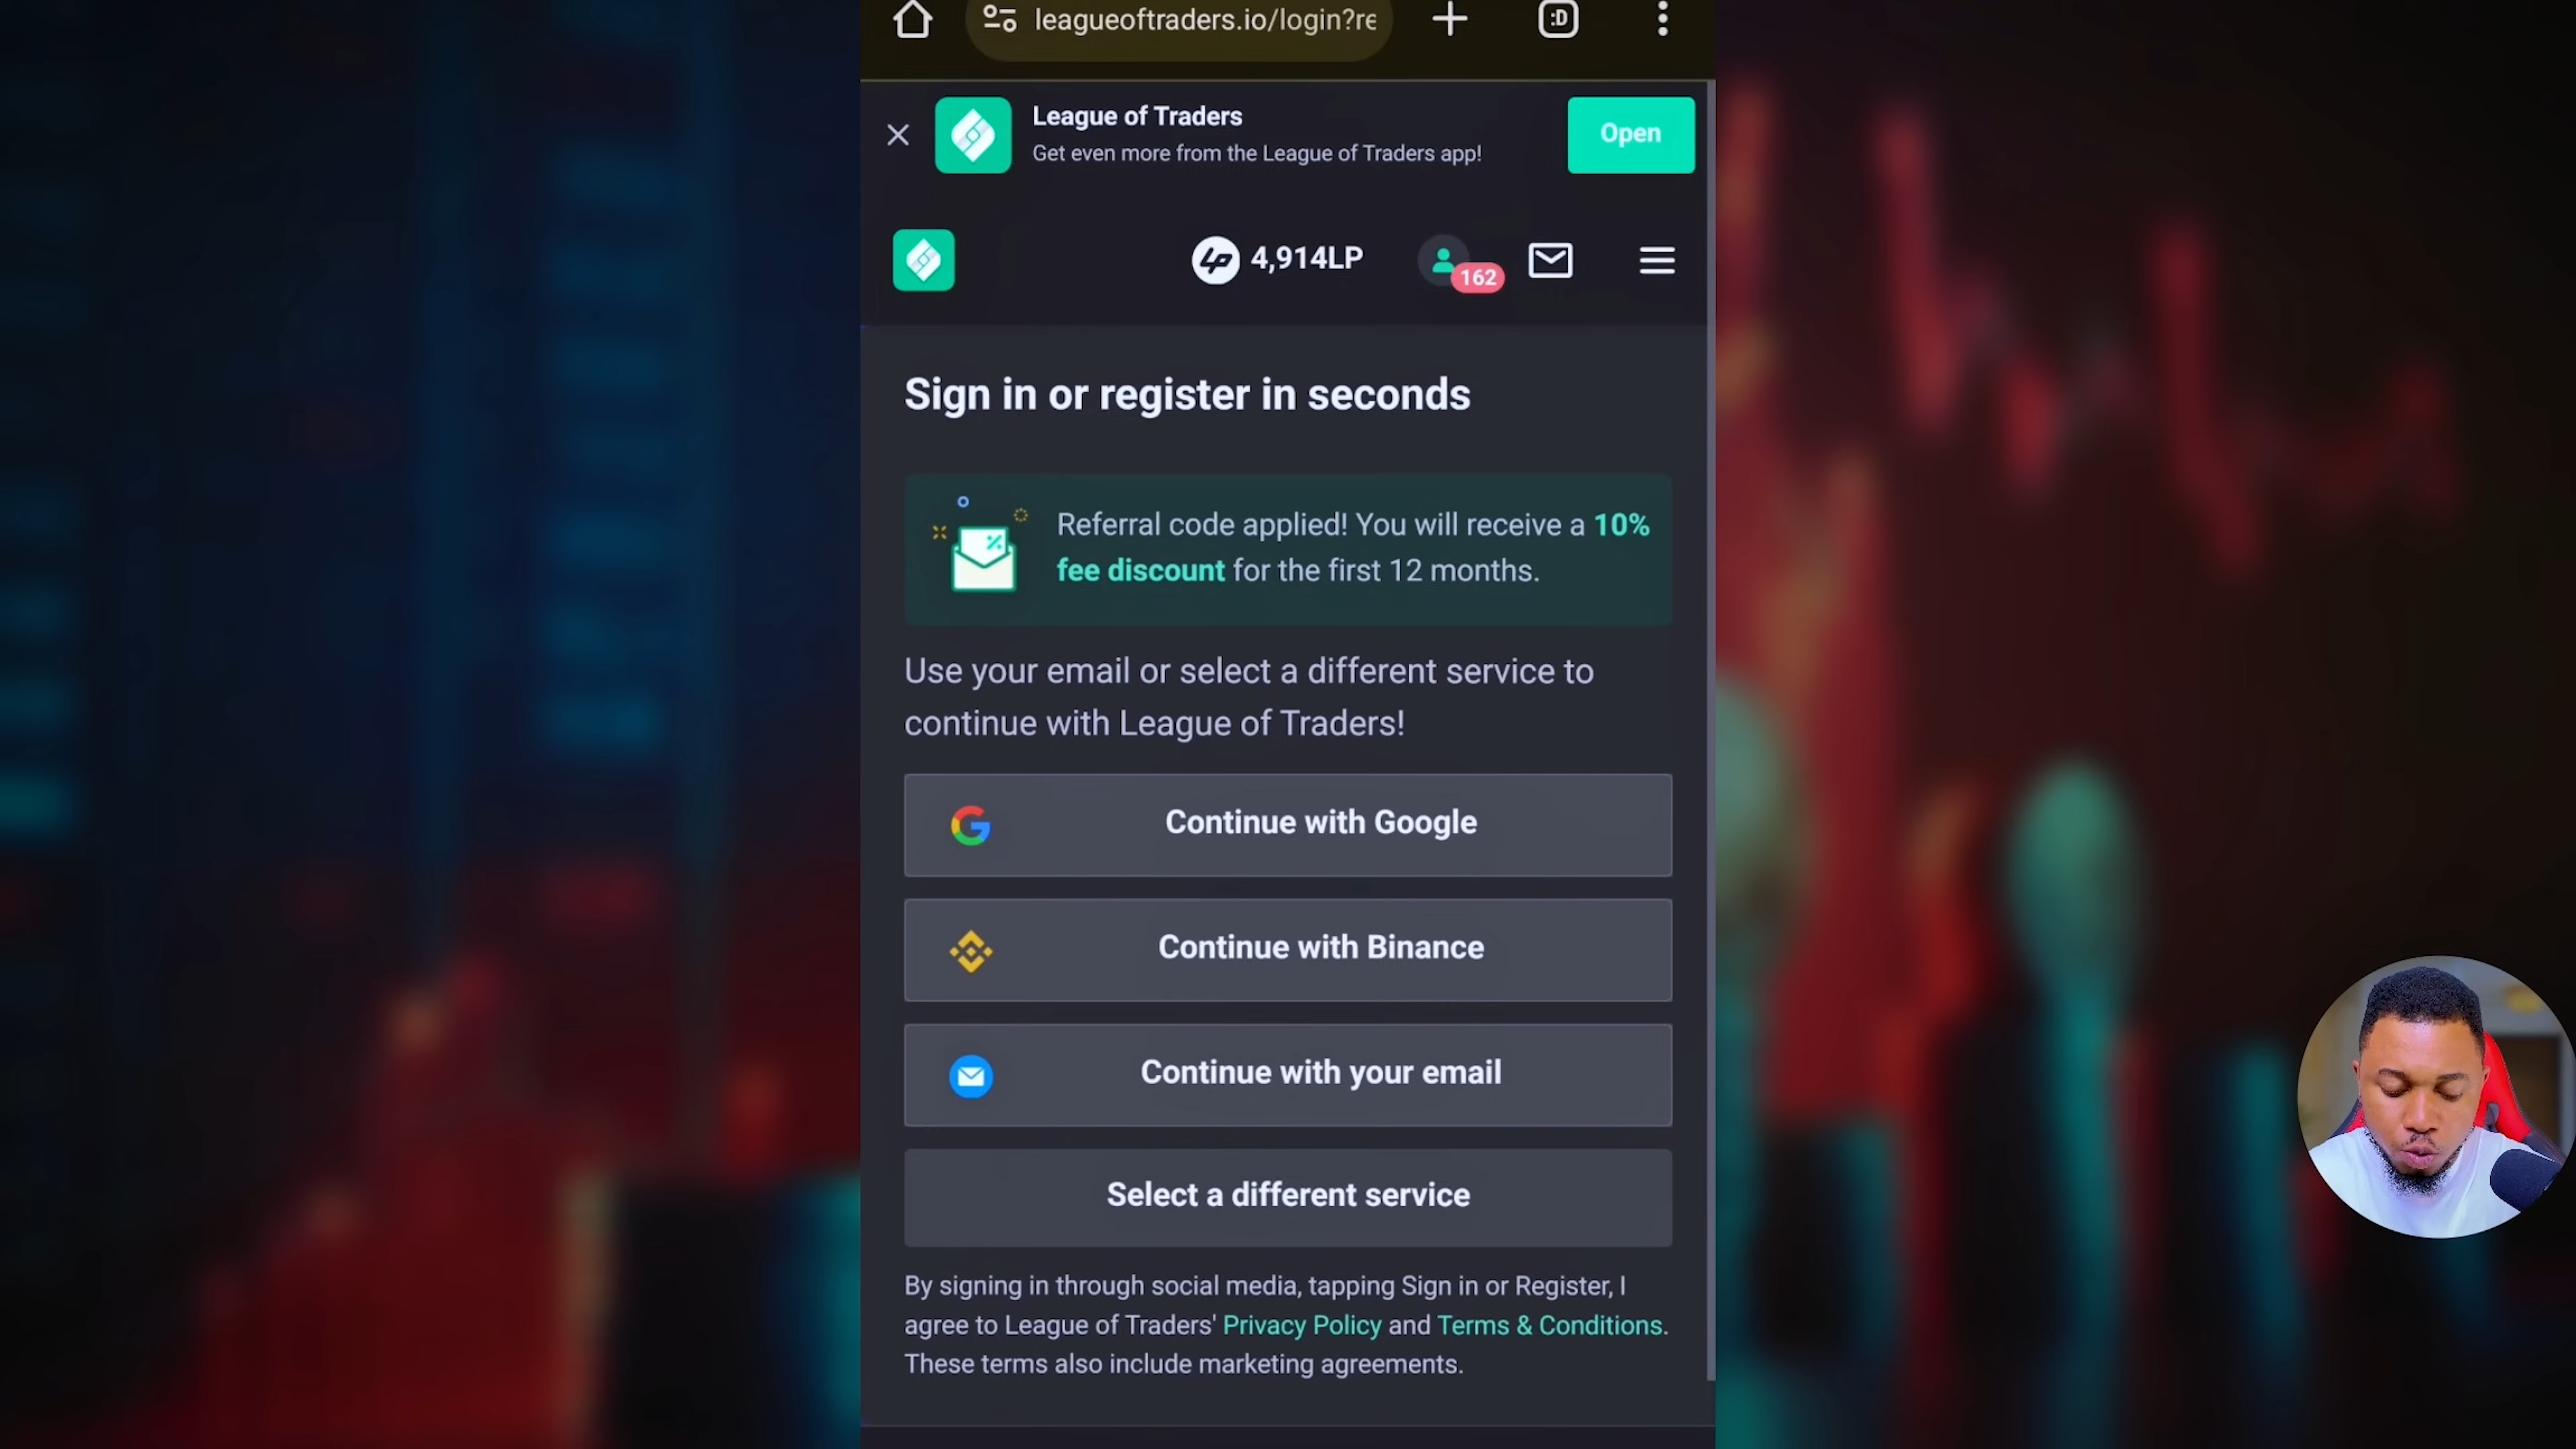 leagueoftraders.io/login?re
:D
League of Traders
Get even more from the League of Traders app!
Open
4,914LP
162
Sign in or register in seconds
Referral code applied! You will receive a 10%
fee discount for the first 12 months.
Use your email or select a different service to
continue with League of Traders!
Continue with Google
Continue with Binance
Continue with your email
Select a different service
By signing in through social media, tapping Sign in or Register, I
agree to League of Traders' Privacy Policy and Terms & Conditions.
These terms also include marketing agreements.